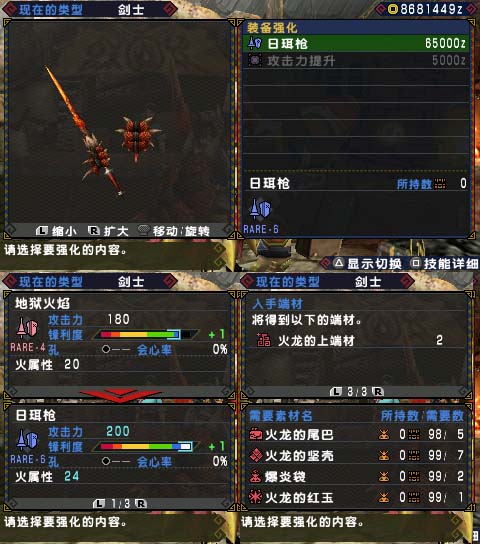 现在的类型 剑士
缩小 扩大 移动/旋转
请选择要强化的内容。
8681449z
装备强化
日珥枪 65000z
攻击力提升 5000z
日珥枪 所持数 0
RARE-6
显示切换 技能详细
现在的类型 剑士
地狱火焰
攻击力 180
锋利度 +1
RARE-4 孔 ●—— 会心率 0%
火属性 20
日珥枪
攻击力 200
锋利度 +1
RARE-6 孔 ●—— 会心率 0%
火属性 24
L 1/3 R
请选择要强化的内容。
现在的类型 剑士
入手端材
将得到以下的端材。
火龙的上端材 2
L 3/3 R
需要素材名 所持数/需要数
火龙的尾巴 0 98/ 5
火龙的坚壳 0 99/ 7
爆炎袋 0 99/ 2
火龙的红玉 0 99/ 1
请选择要强化的内容。